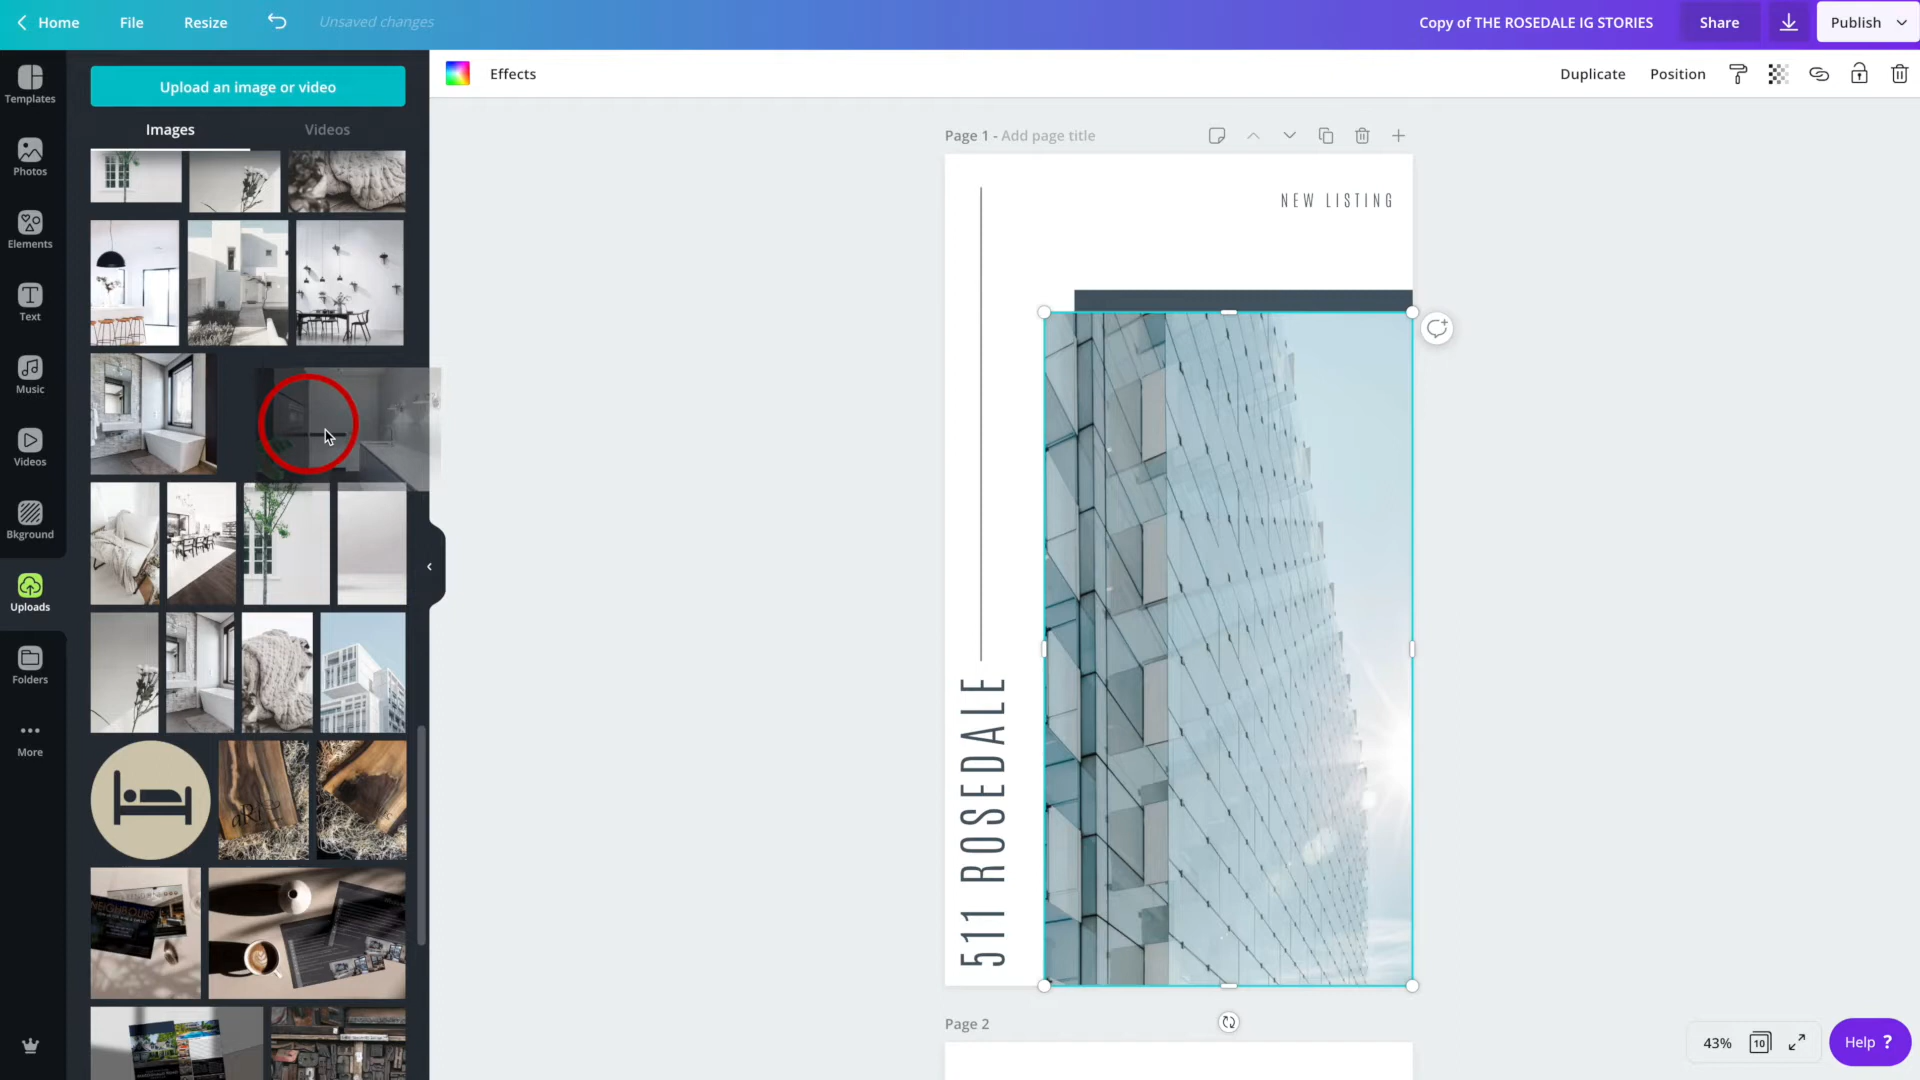 Home
File
Resize
Unsaved changes
Copy of THE ROSEDALE IG STORIES
Share
Publish
Templates
Photos
Elements
Text
Music
Videos
Bkground
Uploads
Folders
More
Upload an image or video
Images
Videos
NEIGHBOURS
Effects
Duplicate
Position
Page 1 - Add page title
NEW LISTING
511 ROSEDALE
Page 2
43%
10
Help ?